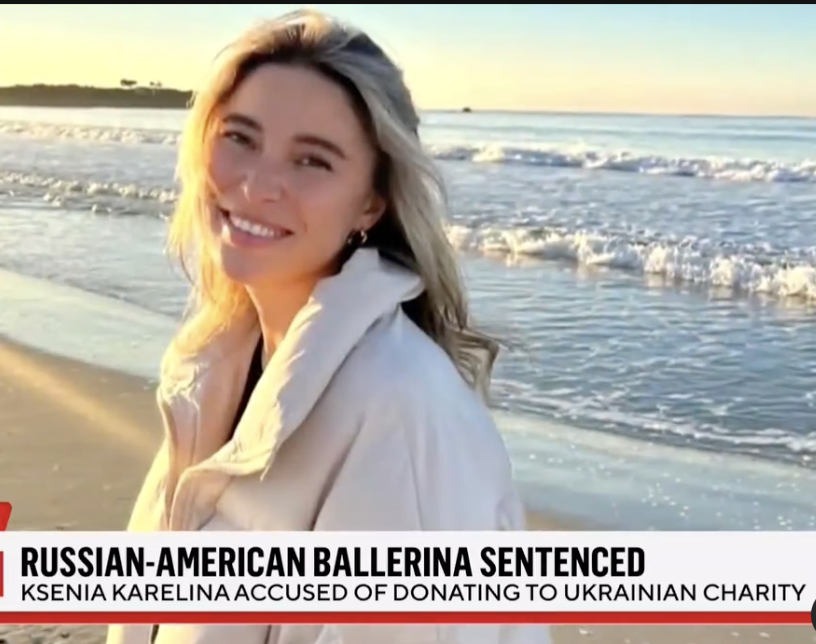 RUSSIAN-AMERICAN BALLERINA SENTENCED
KSENIA KARELINA ACCUSED OF DONATING TO UKRAINIAN CHARITY